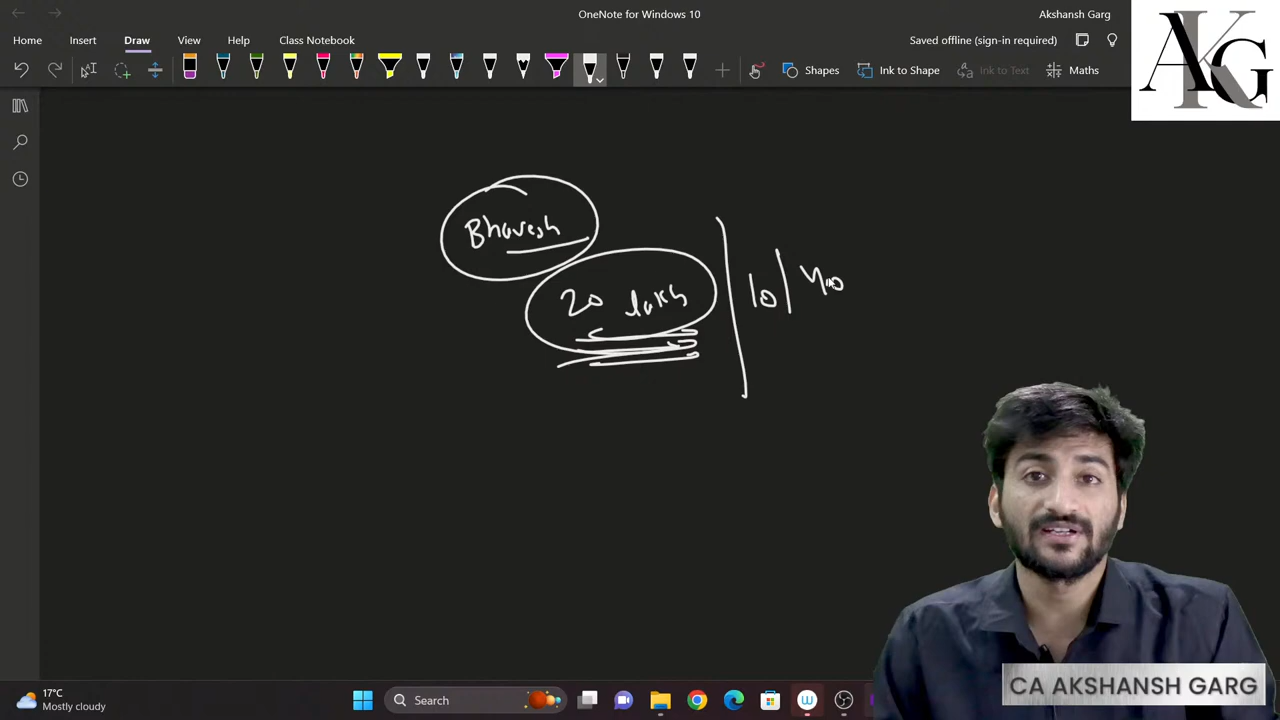 OneNote for Windows 10
Akshansh Garg
Home Insert Draw View Help Class Notebook
Saved offline (sign-in required)
Shapes Ink to Shape Ink to Text Maths
AKG
Bhavesh
20 lakh
10
CA AKSHANSH GARG
17°C
Mostly cloudy
Search